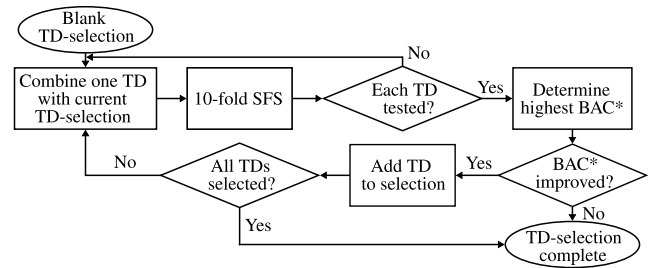 Blank
TD-selection
No
Combine one TD
with current
TD-selection
10-fold SFS
Each TD
tested?
Yes
Determine
highest BAC*
No
All TDs
selected?
Add TD
to selection
Yes
BAC*
improved?
Yes
No
TD-selection
complete